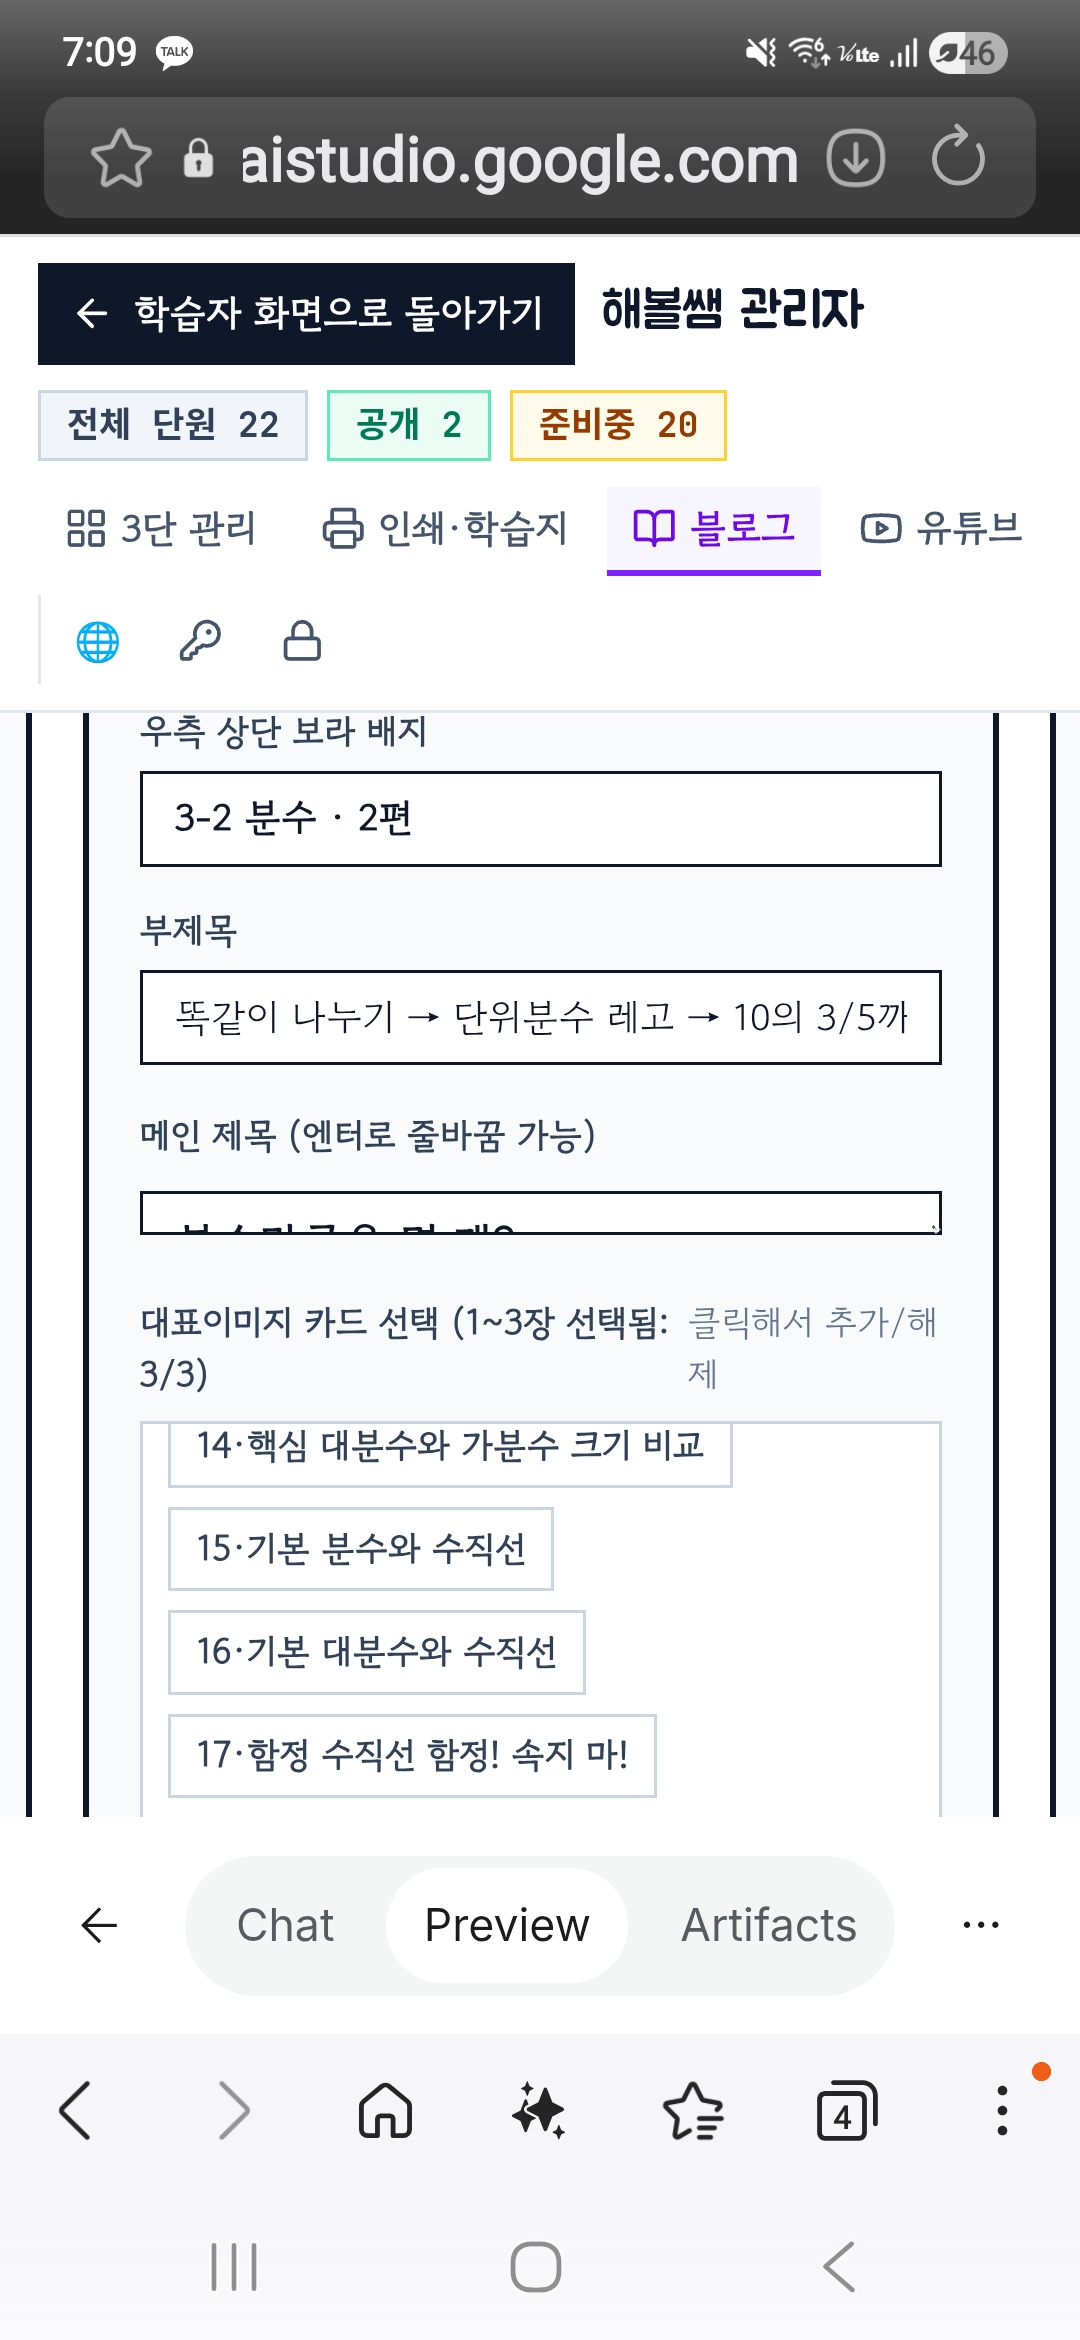 7:09 TALK 6 Vo lte 46
aistudio.google.com
← 학습자 화면으로 돌아가기 해볼쌤 관리자
전체 단원 22 공개 2 준비중 20
3단 관리 인쇄·학습지 블로그 유튜브
우측 상단 보라 배지
3-2 분수 · 2편
부제목
똑같이 나누기 → 단위분수 레고 → 10의 3/5까
메인 제목 (엔터로 줄바꿈 가능)
대표이미지 카드 선택 (1~3장 선택됨: 3/3)
클릭해서 추가/해제
14·핵심 대분수와 가분수 크기 비교
15·기본 분수와 수직선
16·기본 대분수와 수직선
17·함정 수직선 함정! 속지 마!
Chat Preview Artifacts
4